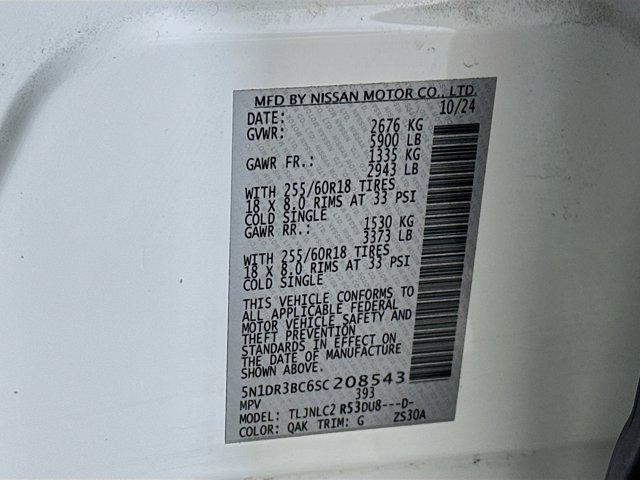 MFD BY NISSAN MOTOR CO., LTD.
DATE: 10/24
GVWR: 2676 KG
5900 LB
GAWR FR.: 1335 KG
2943 LB
WITH 255/60R18 TIRES
18 X 8.0 RIMS AT 33 PSI
COLD SINGLE
GAWR RR.: 1530 KG
3373 LB
WITH 255/60R18 TIRES
18 X 8.0 RIMS AT 33 PSI
COLD SINGLE
THIS VEHICLE CONFORMS TO
ALL APPLICABLE FEDERAL
MOTOR VEHICLE SAFETY AND
THEFT PREVENTION
STANDARDS IN EFFECT ON
THE DATE OF MANUFACTURE
SHOWN ABOVE.
5N1DR3BC6SC208543
MPV 393
MODEL: TLJNLC2 R53DU8---D-
COLOR: QAK TRIM: G ZS30A